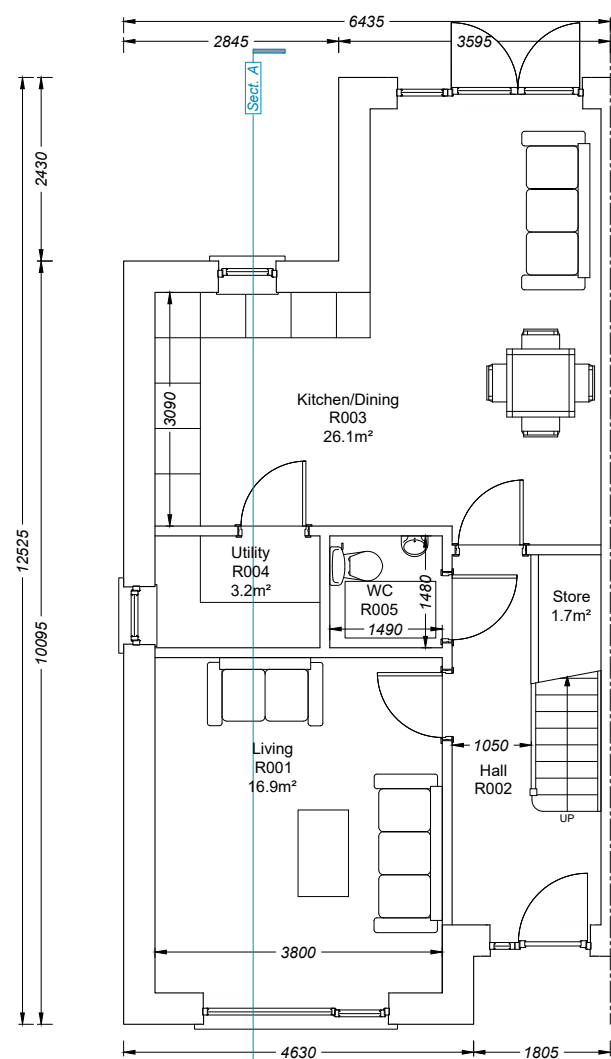 6435
2845
3595
Sect. A
2430
3090
Kitchen/Dining
R003
26.1m²
12525
10095
Utility
R004
3.2m²
WC
R005
1480
1490
Store
1.7m²
Living
R001
16.9m²
1050
Hall
R002
UP
3800
4630
1805